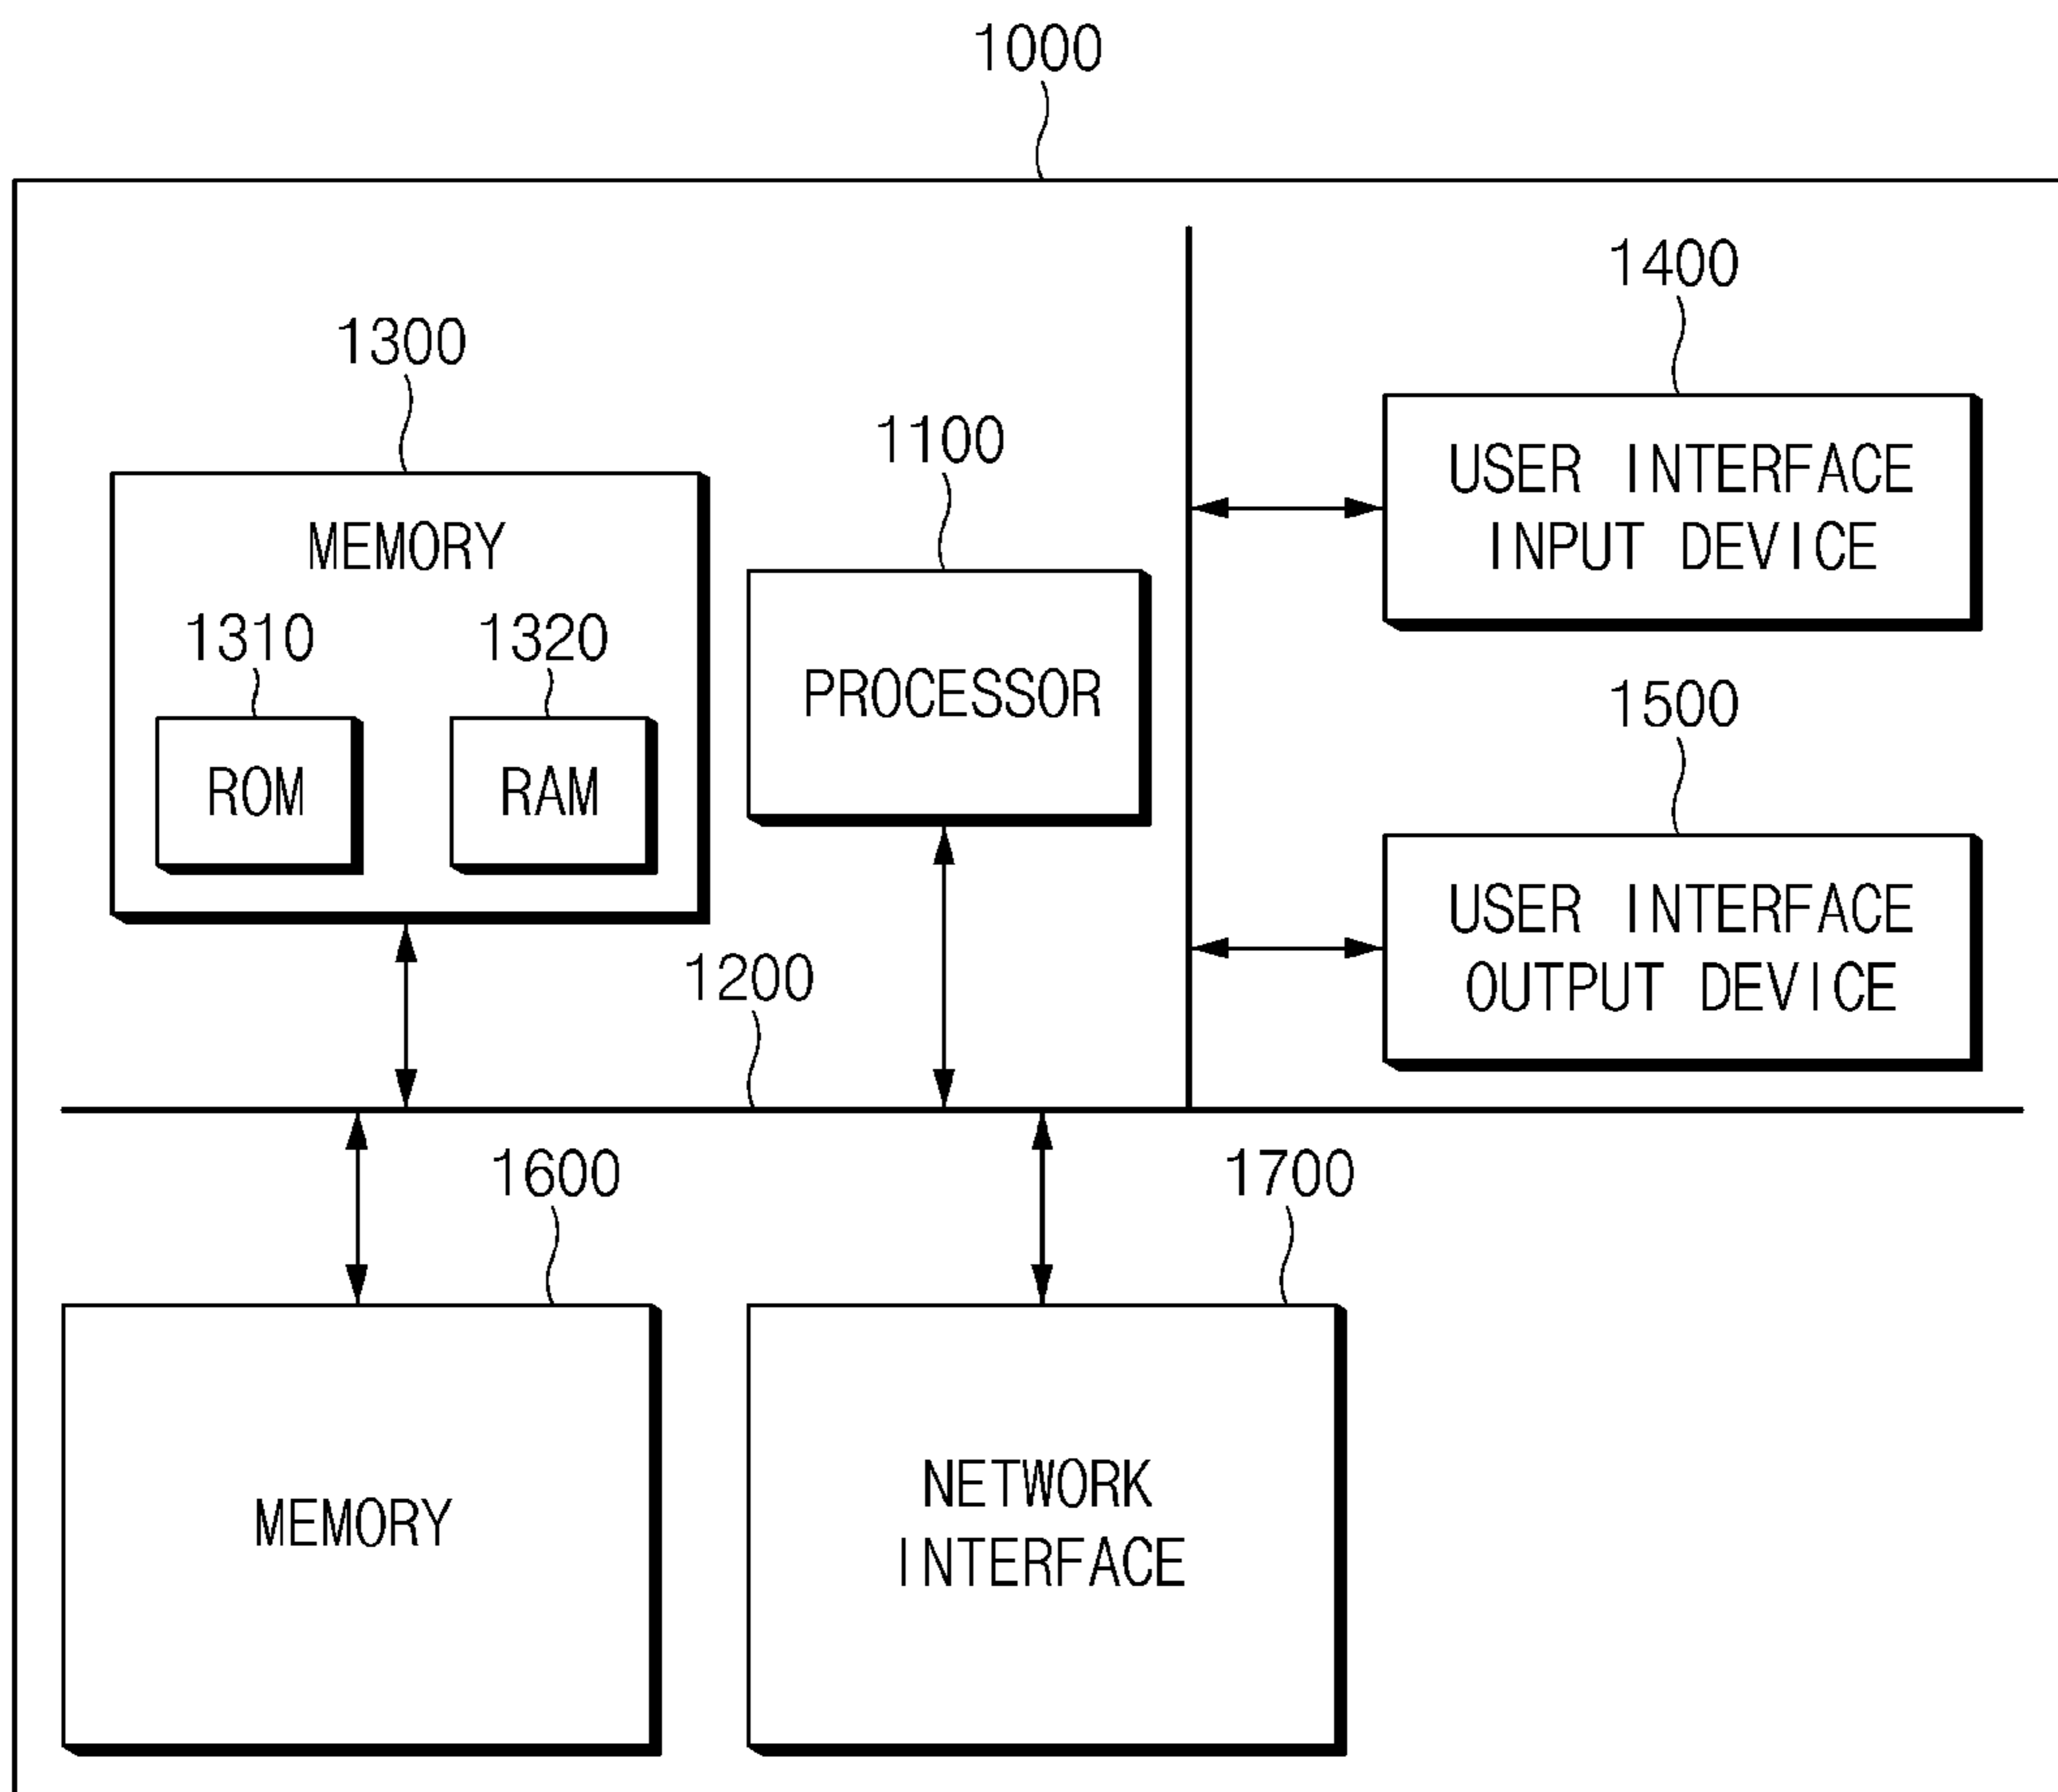 1000
1400
1300
1100
USER INTERFACE
INPUT DEVICE
MEMORY
1310
1320
PROCESSOR
1500
ROM
RAM
USER INTERFACE
OUTPUT DEVICE
1200
1600
1700
NETWORK
INTERFACE
MEMORY